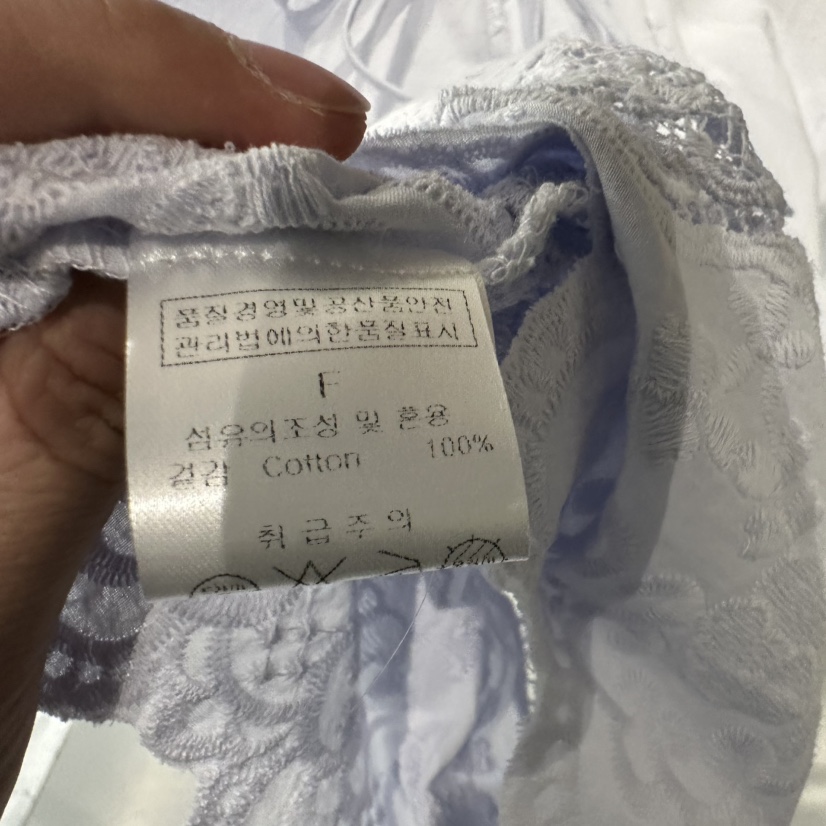 품질경영및공산품안전
관리법에의한품질표시
F
섬유의조성 및 혼용
겉감 Cotton 100%
취급주의